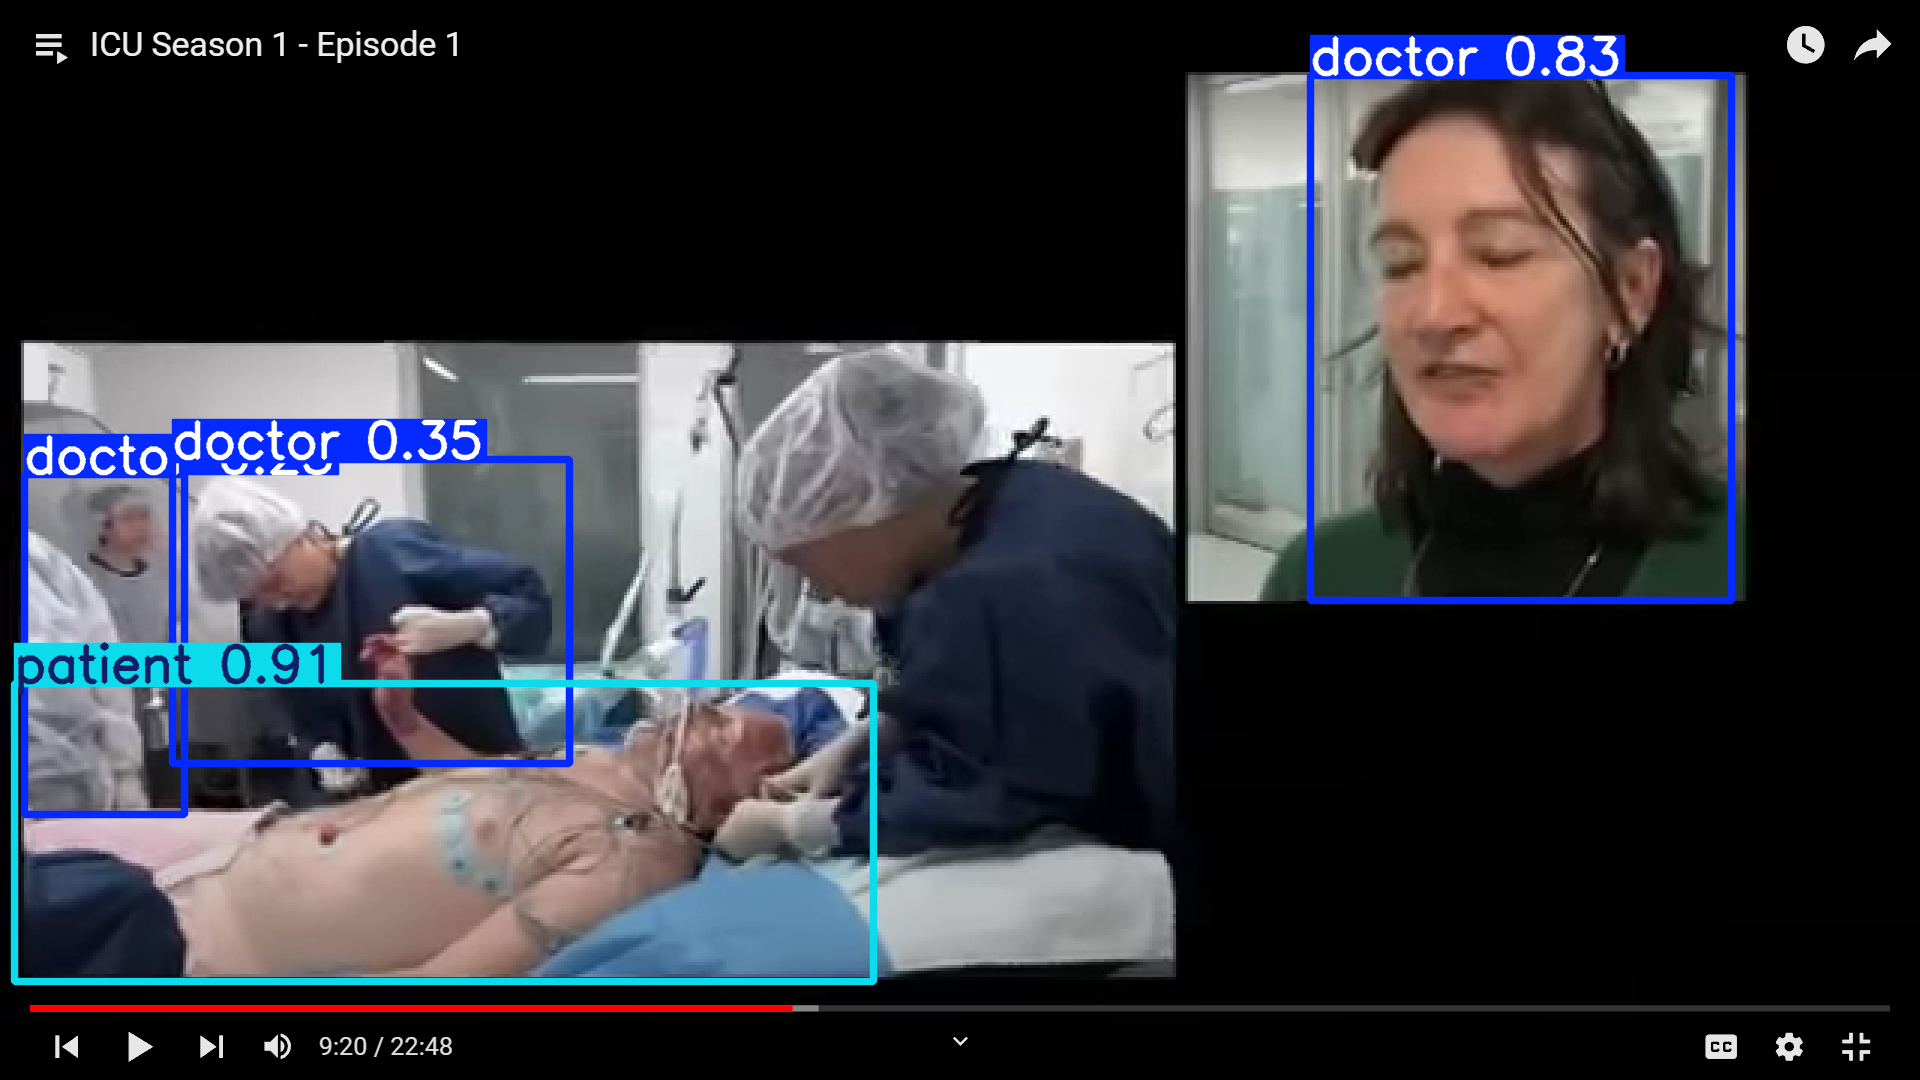 ICU Season 1 - Episode 1
doctor 0.83
doctor 0.35
docto
patient 0.91
9:20 / 22:48
CC